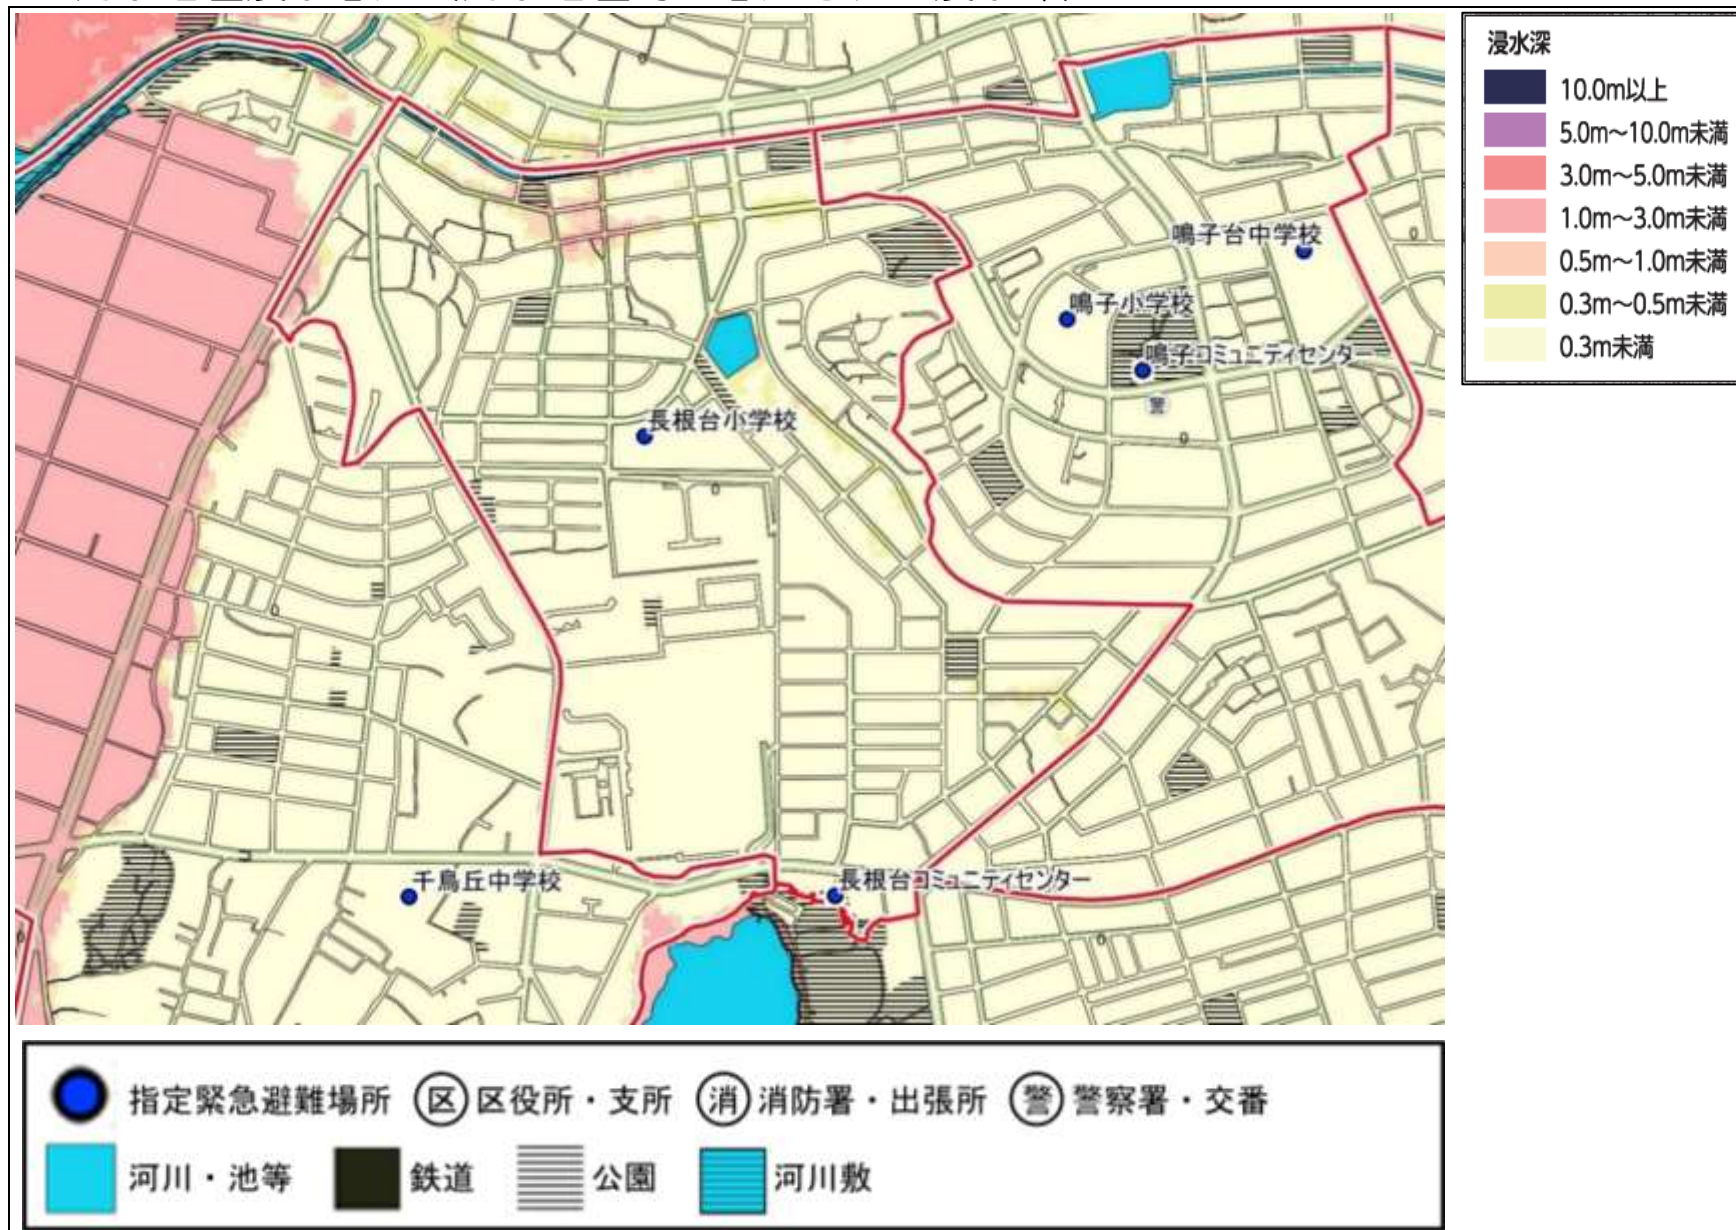 浸水深
10.0m以上
5.0m～10.0m未満
3.0m～5.0m未満
1.0m～3.0m未満
0.5m～1.0m未満
0.3m～0.5m未満
0.3m未満
鳴子台中学校
鳴子小学校
鳴子コミュニティセンター
警
長根台小学校
千鳥丘中学校
長根台コミュニティセンター
指定緊急避難場所 区 区役所・支所 消 消防署・出張所 警 警察署・交番
河川・池等 鉄道 公園 河川敷